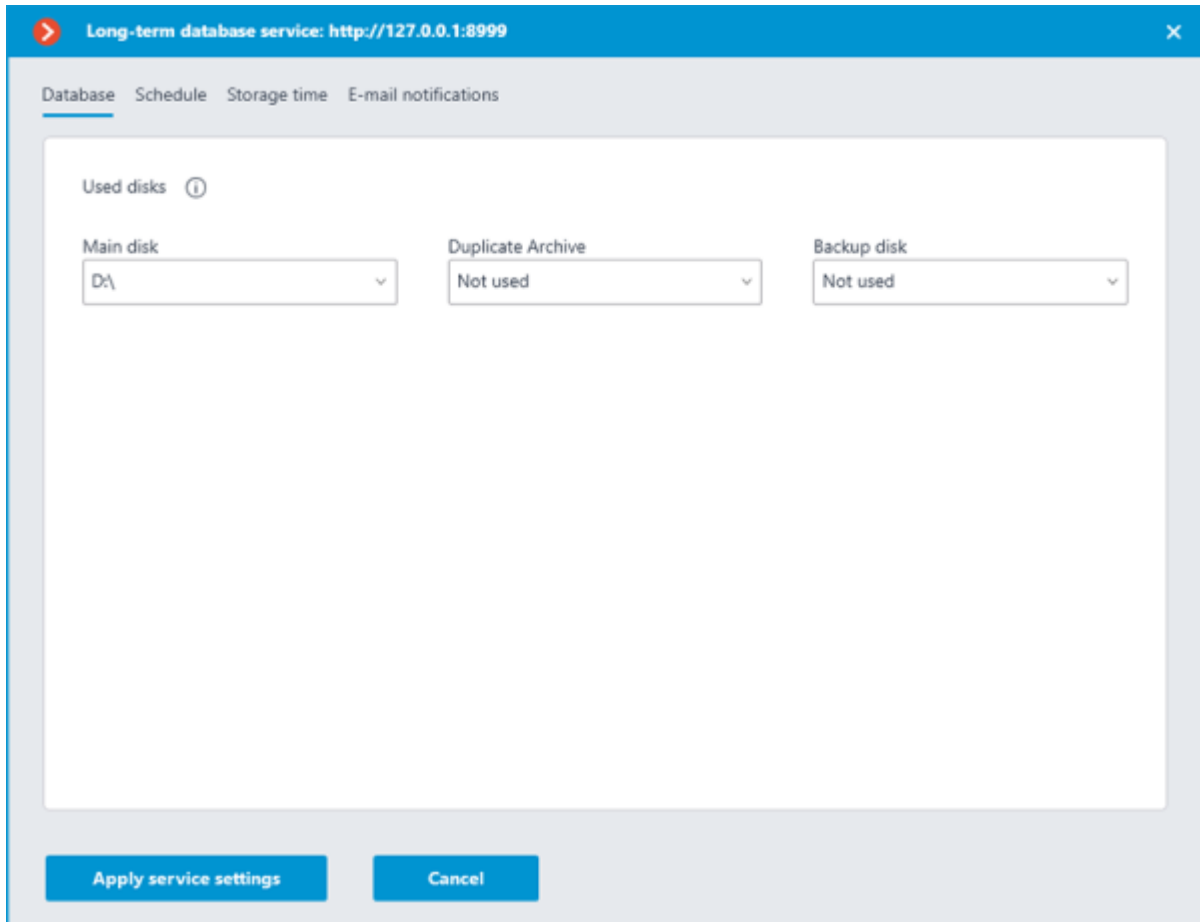 Long-term database service: http://127.0.0.1:8999
Database Schedule Storage time E-mail notifications
Used disks
Main disk Duplicate Archive Backup disk
D:\ Not used Not used
Apply service settings Cancel